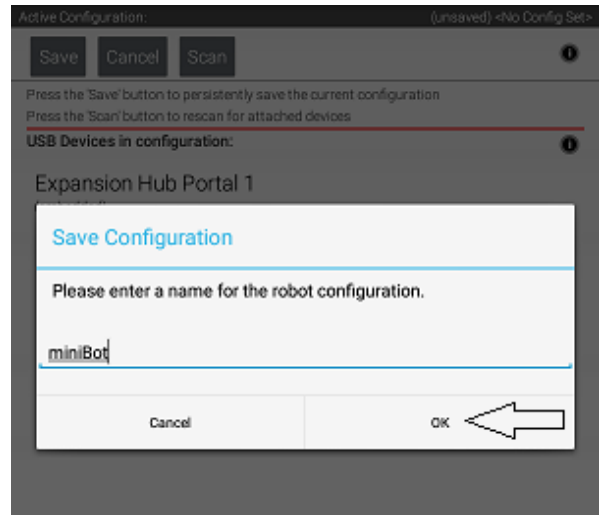 Active Configuration: (unsaved) <No Config Set>
Save Cancel Scan
Press the 'Save' button to persistently save the current configuration
Press the 'Scan' button to rescan for attached devices
USB Devices in configuration:
Expansion Hub Portal 1
Save Configuration
Please enter a name for the robot configuration.
miniBot
Cancel OK